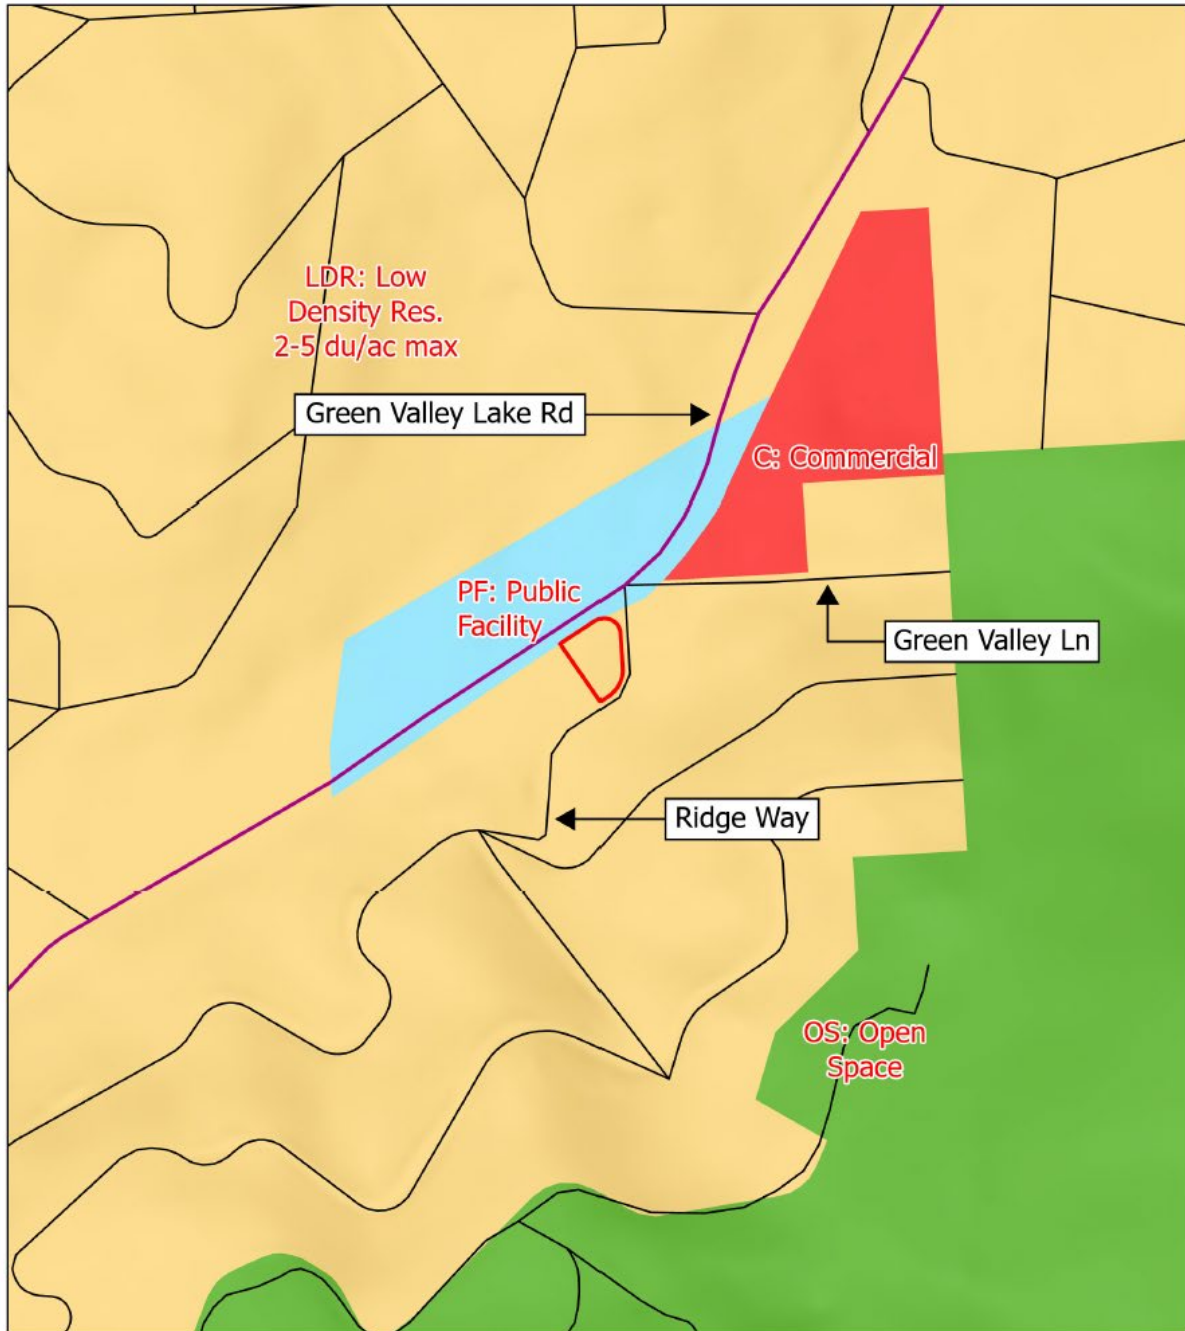 LDR: Low
Density Res.
2-5 du/ac max
Green Valley Lake Rd
C: Commercial
PF: Public
Facility
Green Valley Ln
Ridge Way
OS: Open
Space